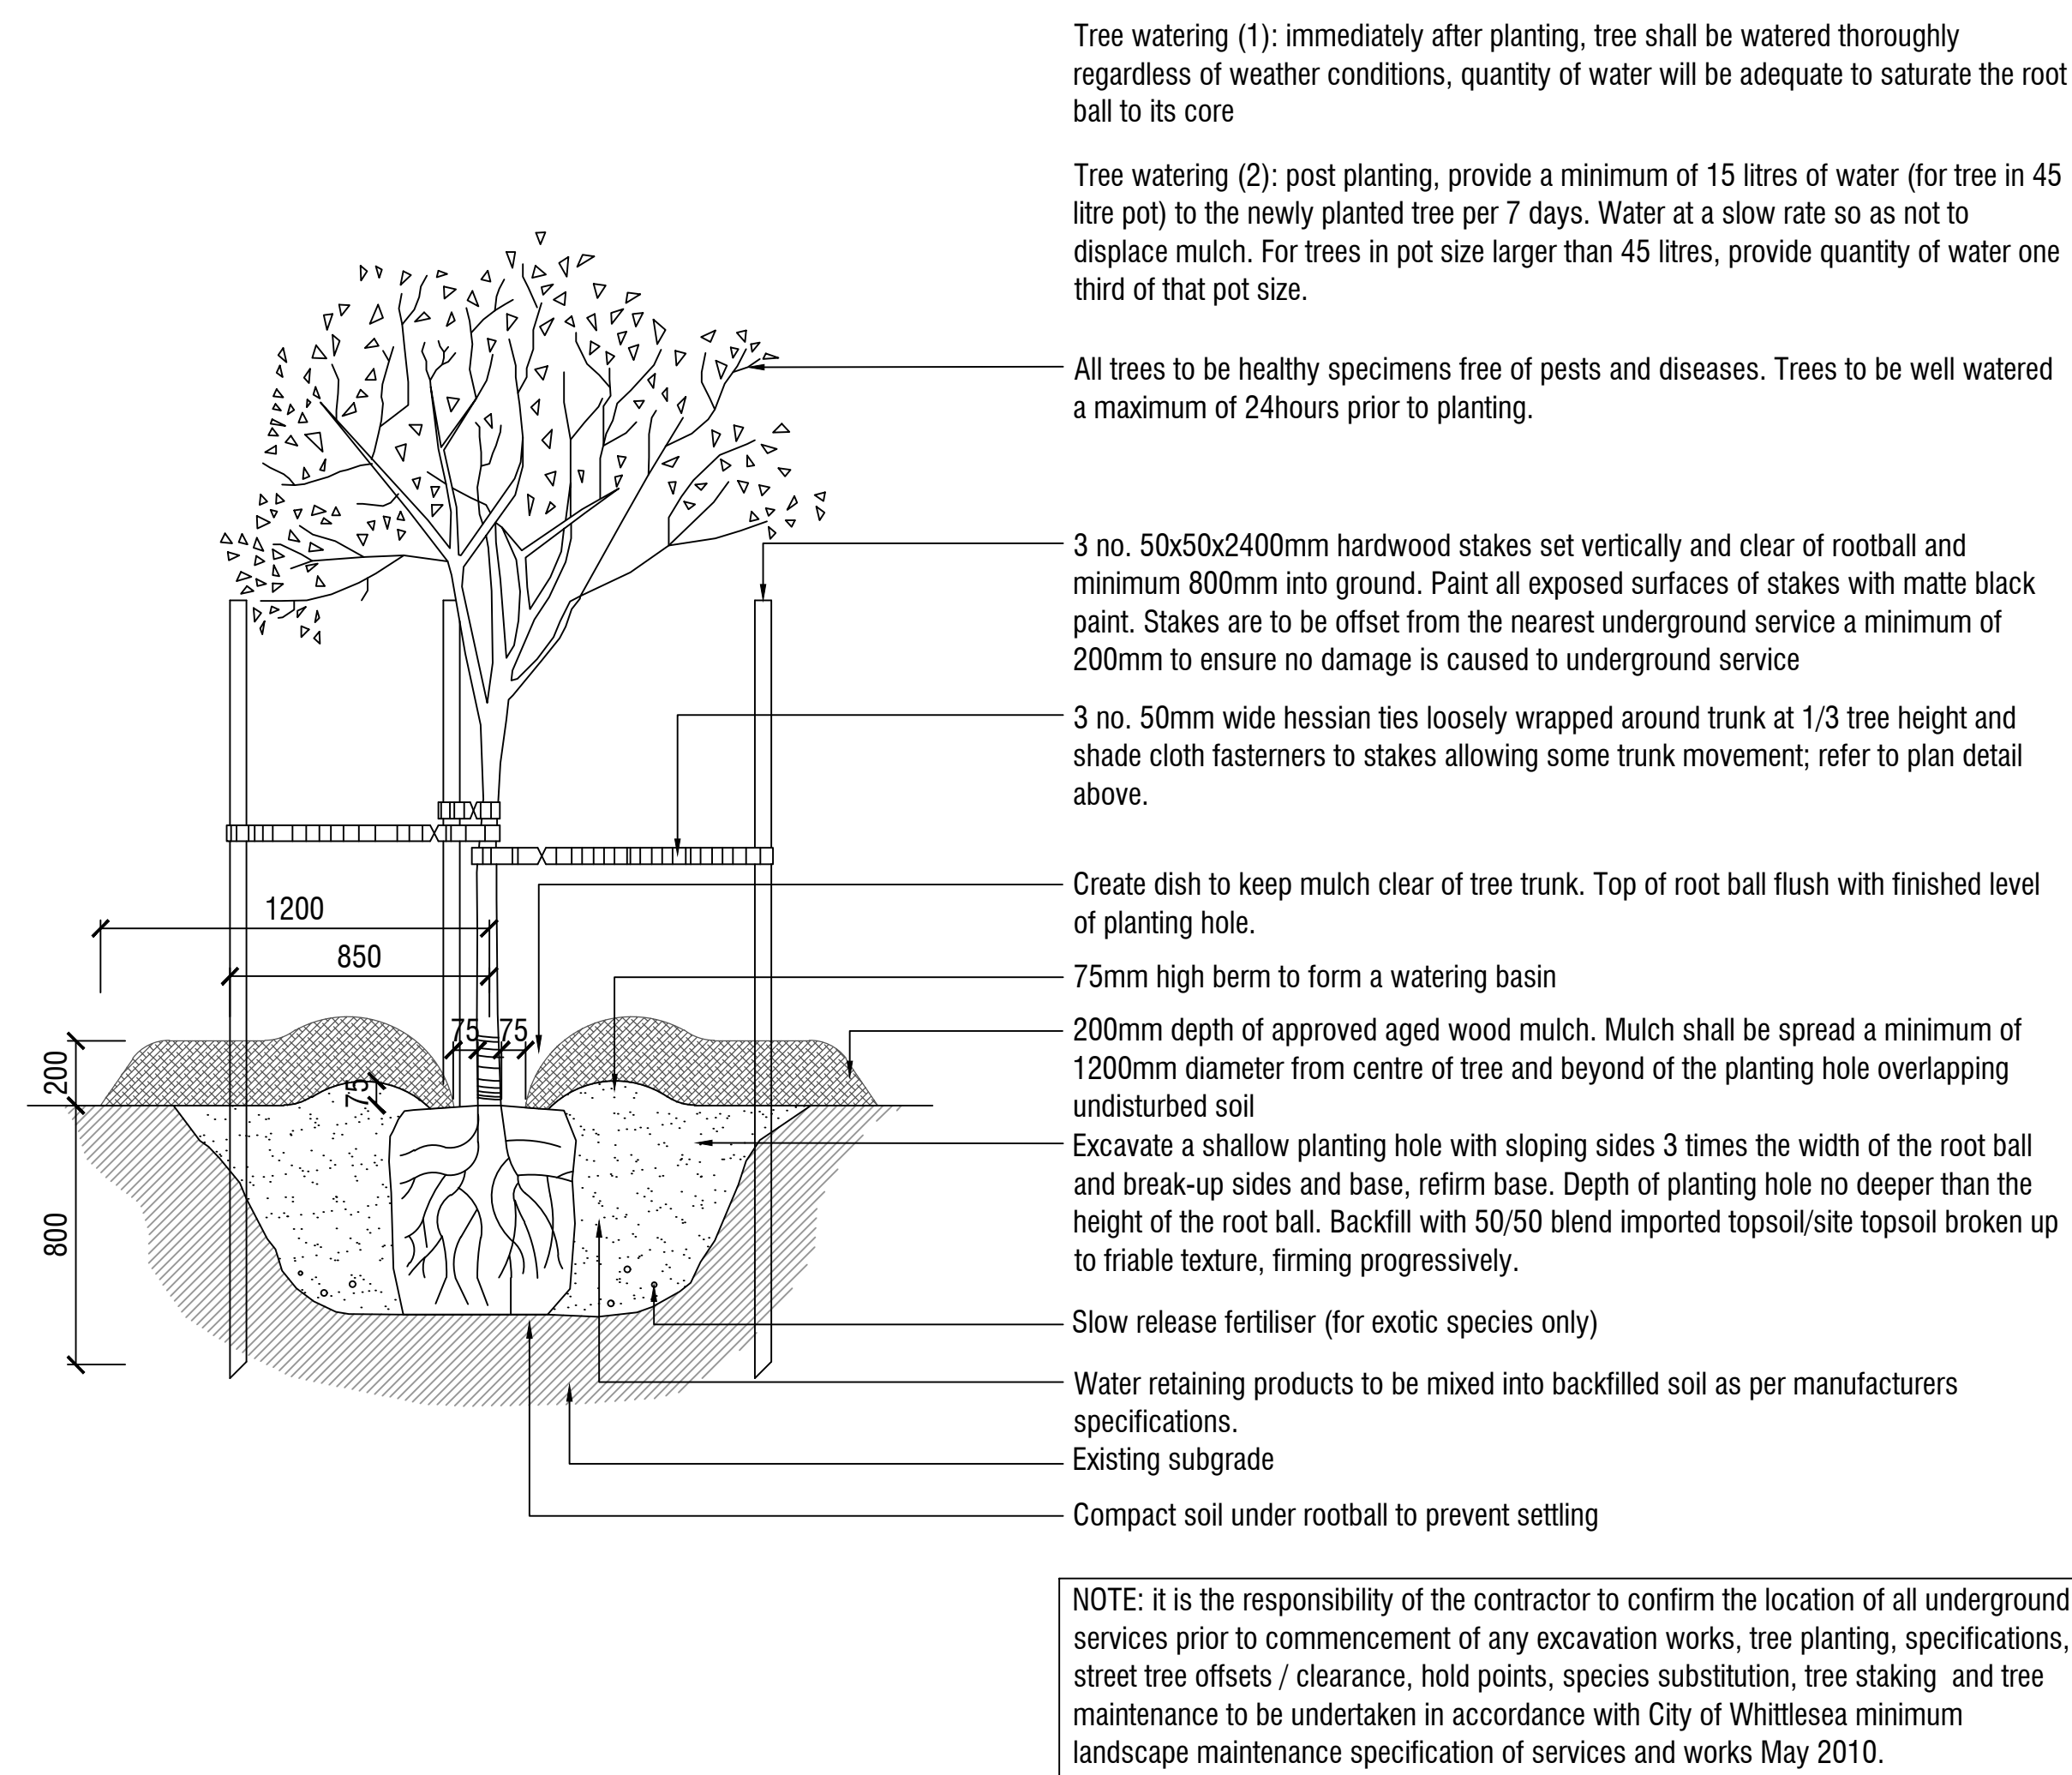 Tree watering (1): immediately after planting, tree shall be watered thoroughly
regardless of weather conditions, quantity of water will be adequate to saturate the root
ball to its core
Tree watering (2): post planting, provide a minimum of 15 litres of water (for tree in 45
litre pot) to the newly planted tree per 7 days. Water at a slow rate so as not to
displace mulch. For trees in pot size larger than 45 litres, provide quantity of water one
third of that pot size.
All trees to be healthy specimens free of pests and diseases. Trees to be well watered
a maximum of 24hours prior to planting.
3 no. 50x50x2400mm hardwood stakes set vertically and clear of rootball and
minimum 800mm into ground. Paint all exposed surfaces of stakes with matte black
paint. Stakes are to be offset from the nearest underground service a minimum of
200mm to ensure no damage is caused to underground service
3 no. 50mm wide hessian ties loosely wrapped around trunk at 1/3 tree height and
shade cloth fasterners to stakes allowing some trunk movement; refer to plan detail
above.
Create dish to keep mulch clear of tree trunk. Top of root ball flush with finished level
of planting hole.
75mm high berm to form a watering basin
200mm depth of approved aged wood mulch. Mulch shall be spread a minimum of
1200mm diameter from centre of tree and beyond of the planting hole overlapping
undisturbed soil
Excavate a shallow planting hole with sloping sides 3 times the width of the root ball
and break-up sides and base, refirm base. Depth of planting hole no deeper than the
height of the root ball. Backfill with 50/50 blend imported topsoil/site topsoil broken up
to friable texture, firming progressively.
Slow release fertiliser (for exotic species only)
Water retaining products to be mixed into backfilled soil as per manufacturers
specifications.
Existing subgrade
Compact soil under rootball to prevent settling
NOTE: it is the responsibility of the contractor to confirm the location of all underground
services prior to commencement of any excavation works, tree planting, specifications,
street tree offsets / clearance, hold points, species substitution, tree staking  and tree
maintenance to be undertaken in accordance with City of Whittlesea minimum
landscape maintenance specification of services and works May 2010.
1200
850
75 75
200
75
800